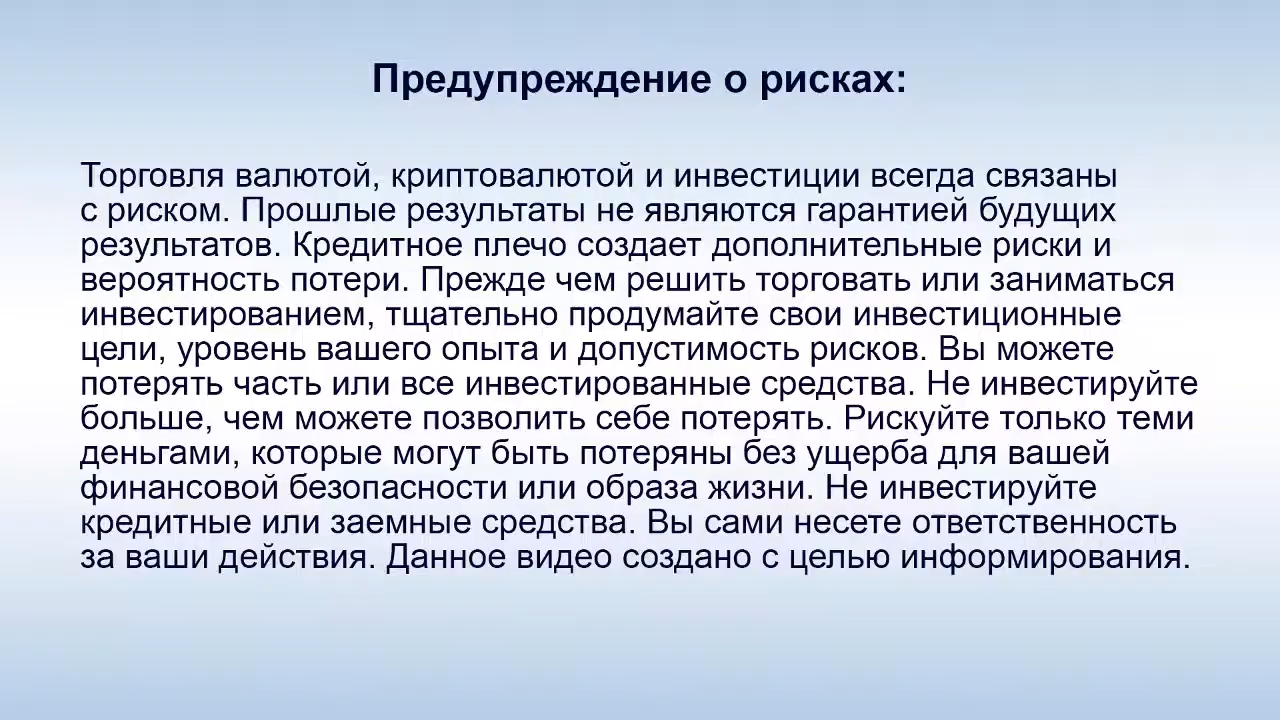 Предупреждение о рисках:
Торговля валютой, криптовалютой и инвестиции всегда связаны
с риском. Прошлые результаты не являются гарантией будущих
результатов. Кредитное плечо создает дополнительные риски и
вероятность потери. Прежде чем решить торговать или заниматься
инвестированием, тщательно продумайте свои инвестиционные
цели, уровень вашего опыта и допустимость рисков. Вы можете
потерять часть или все инвестированные средства. Не инвестируйте
больше, чем можете позволить себе потерять. Рискуйте только теми
деньгами, которые могут быть потеряны без ущерба для вашей
финансовой безопасности или образа жизни. Не инвестируйте
кредитные или заемные средства. Вы сами несете ответственность
за ваши действия. Данное видео создано с целью информирования.